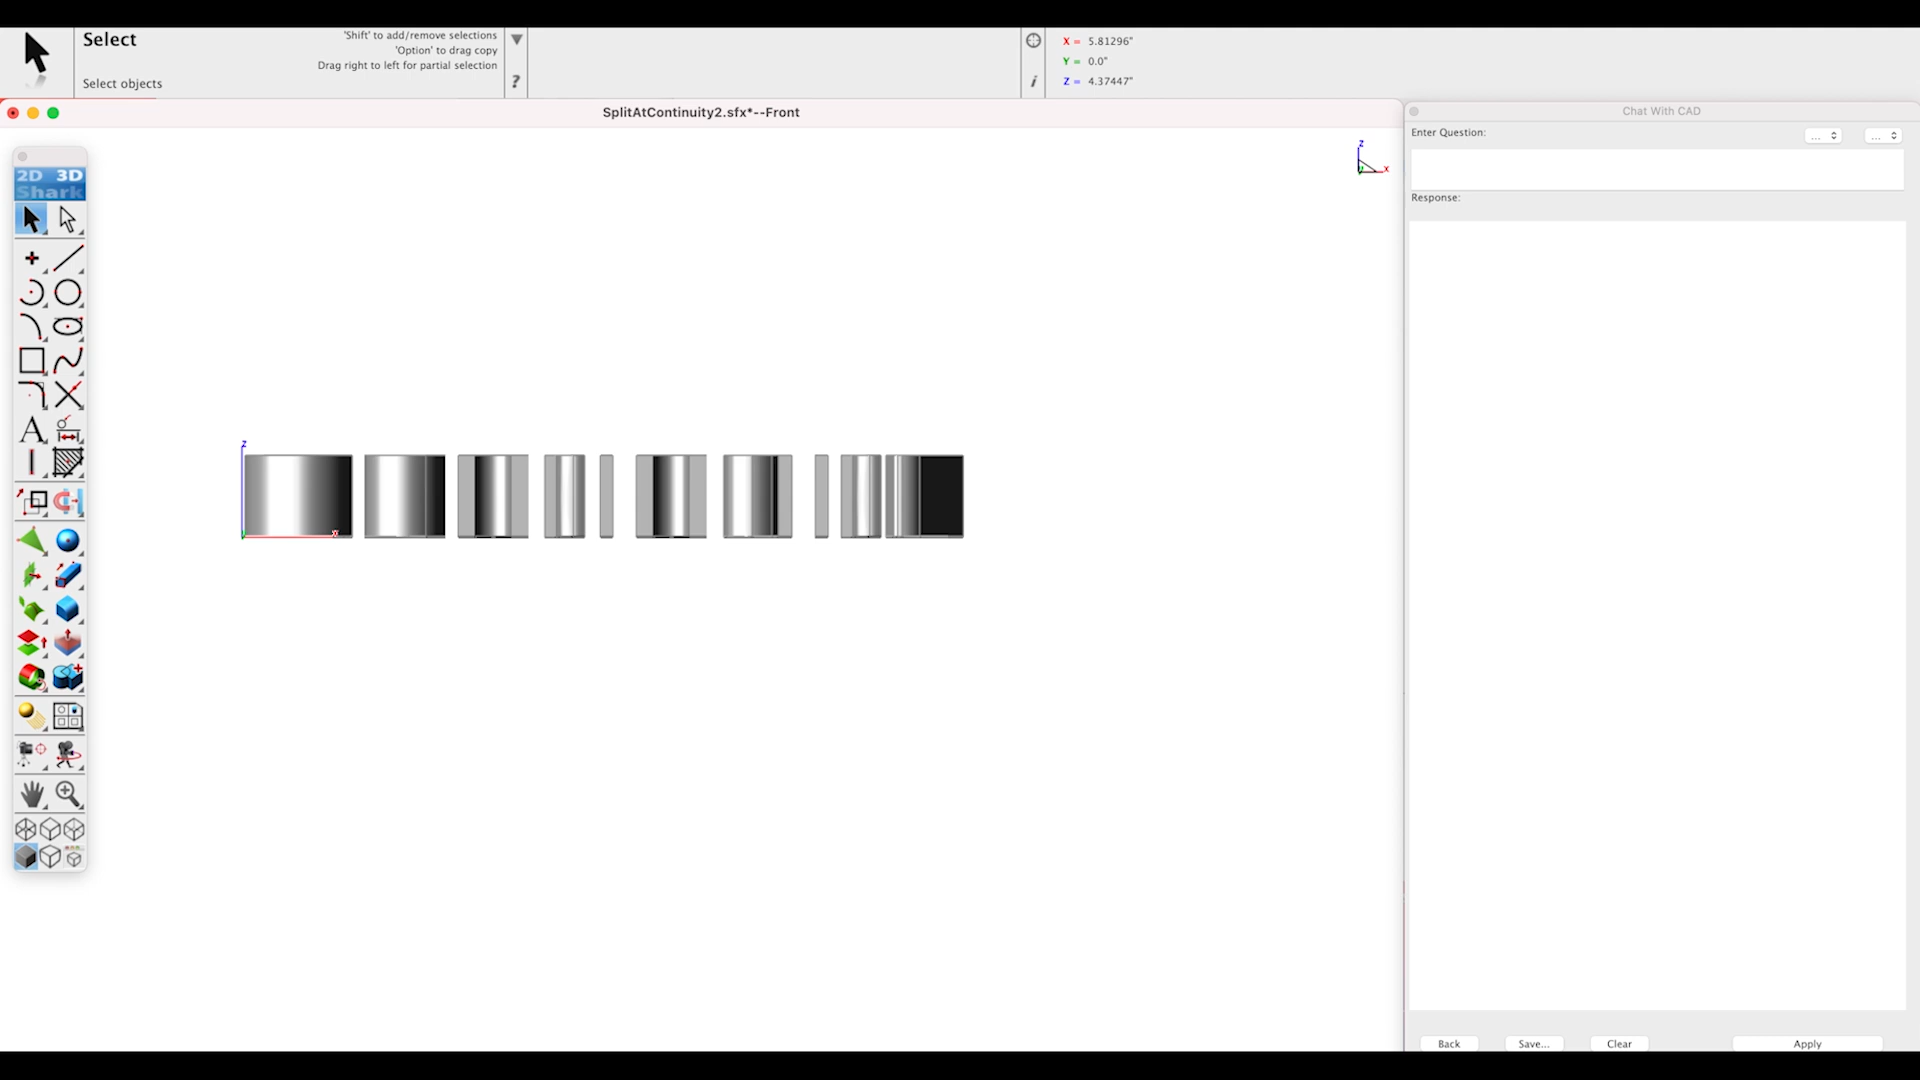 Select
'Shift' to add/remove selections
'Option' to drag copy
Drag right to left for partial selection
Select objects
?
i
X = 5.81296"
Y = 0.0"
Z = 4.37447"
SplitAtContinuity2.sfx*--Front
Chat With CAD
Enter Question:
...
...
Response:
2D 3D
Shark
A
z
x
z
x
Back
Save...
Clear
Apply